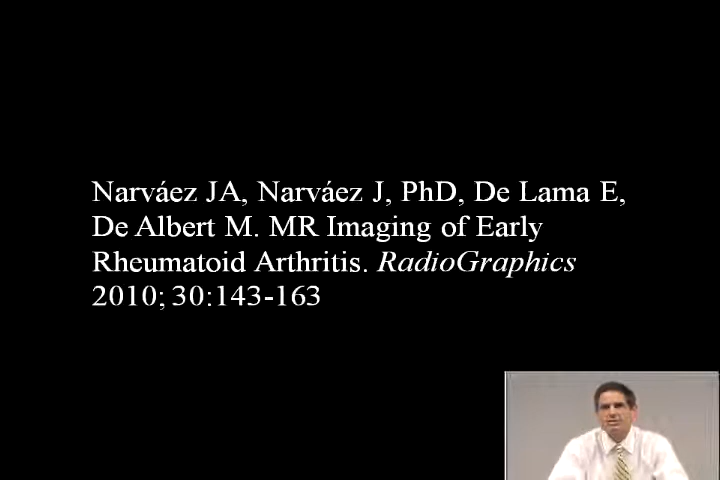 Narváez JA, Narváez J, PhD, De Lama E,
De Albert M. MR Imaging of Early
Rheumatoid Arthritis. RadioGraphics
2010; 30:143-163